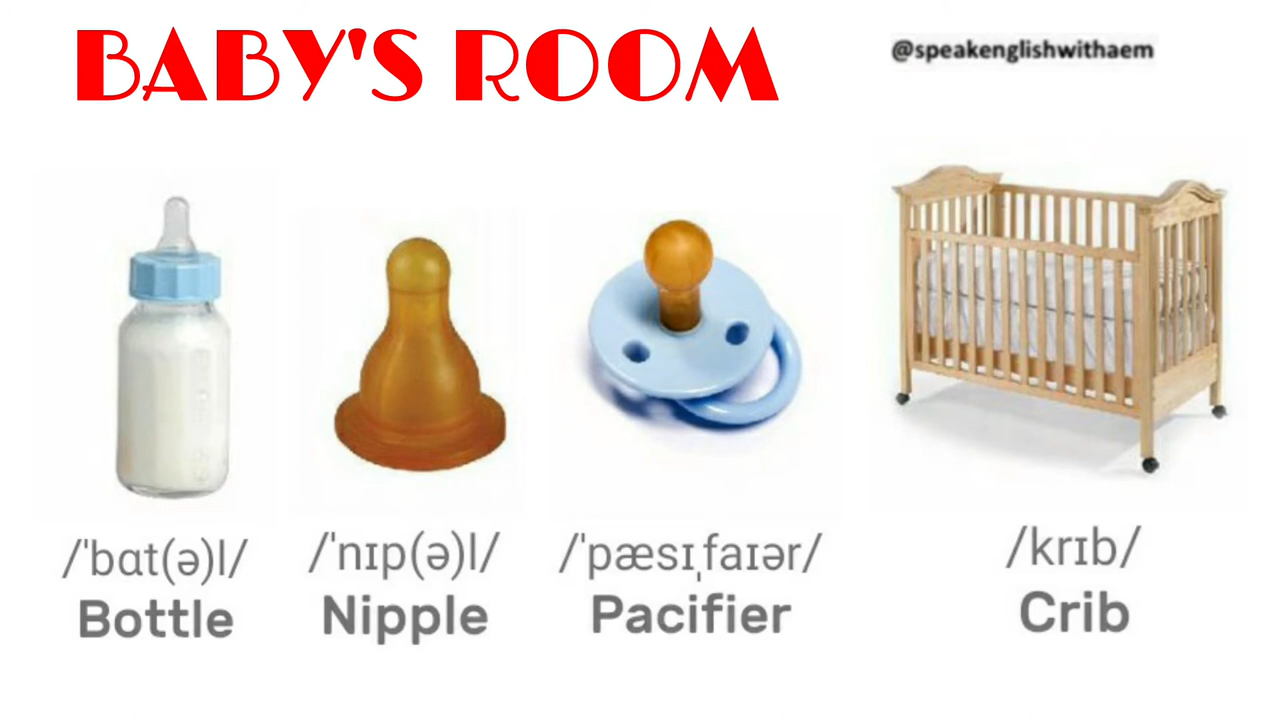 BABY'S ROOM
@speakenglishwithaem
/ˈbɑt(ə)l/
Bottle
/ˈnɪp(ə)l/
Nipple
/ˈpæsɪˌfaɪər/
Pacifier
/krɪb/
Crib